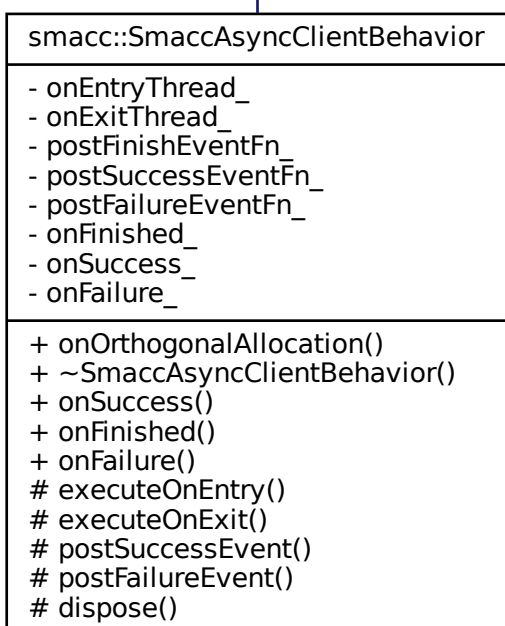 smacc::SmaccAsyncClientBehavior
- onEntryThread_
- onExitThread_
- postFinishEventFn_
- postSuccessEventFn_
- postFailureEventFn_
- onFinished_
- onSuccess_
- onFailure_
+ onOrthogonalAllocation()
+ ~SmaccAsyncClientBehavior()
+ onSuccess()
+ onFinished()
+ onFailure()
# executeOnEntry()
# executeOnExit()
# postSuccessEvent()
# postFailureEvent()
# dispose()